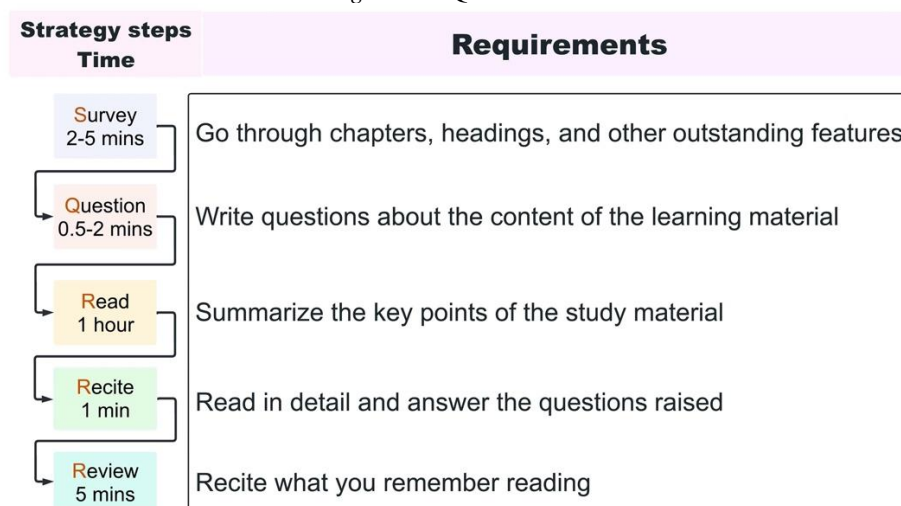 Strategy steps
Time
Requirements
Survey
2-5 mins
Go through chapters, headings, and other outstanding features
Question
0.5-2 mins
Write questions about the content of the learning material
Read
1 hour
Summarize the key points of the study material
Recite
1 min
Read in detail and answer the questions raised
Review
5 mins
Recite what you remember reading